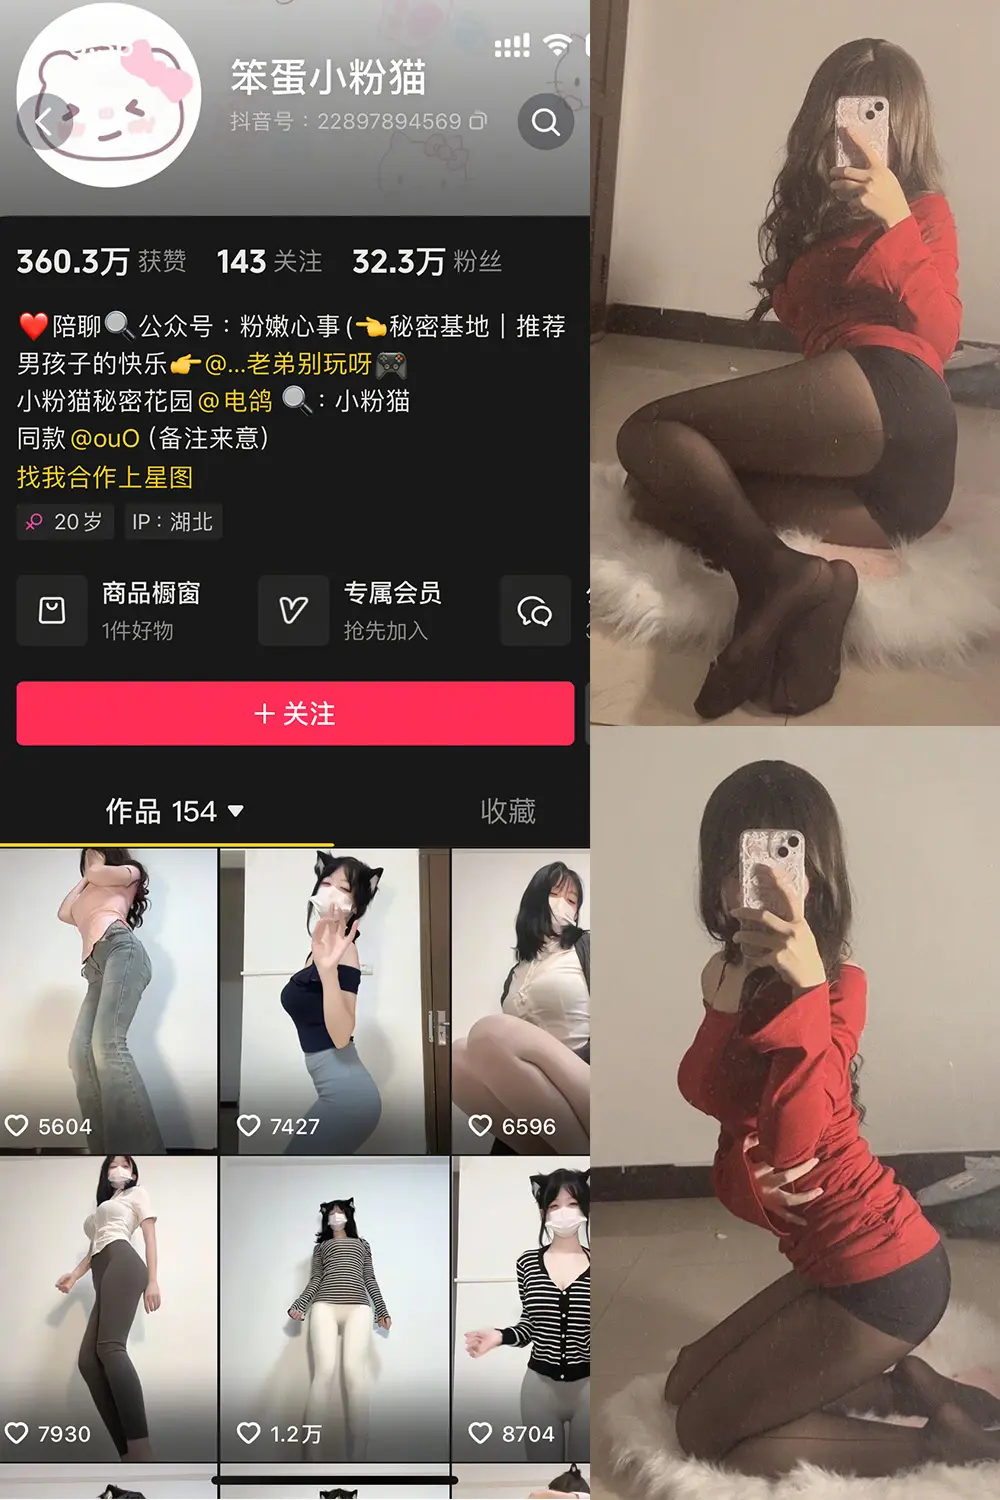 笨蛋小粉猫
抖音号：22897894569
360.3万 获赞 143 关注 32.3万 粉丝
❤️陪聊🔍公众号：粉嫩心事(👈秘密基地｜推荐
男孩子的快乐👉@...老弟别玩呀🎮
小粉猫秘密花园@电鸽 🔍：小粉猫
同款@ouO（备注来意）
找我合作上星图
20岁 IP：湖北
商品橱窗 专属会员
1件好物 抢先加入
＋关注
作品 154 收藏
5604 7427 6596
7930 1.2万 8704